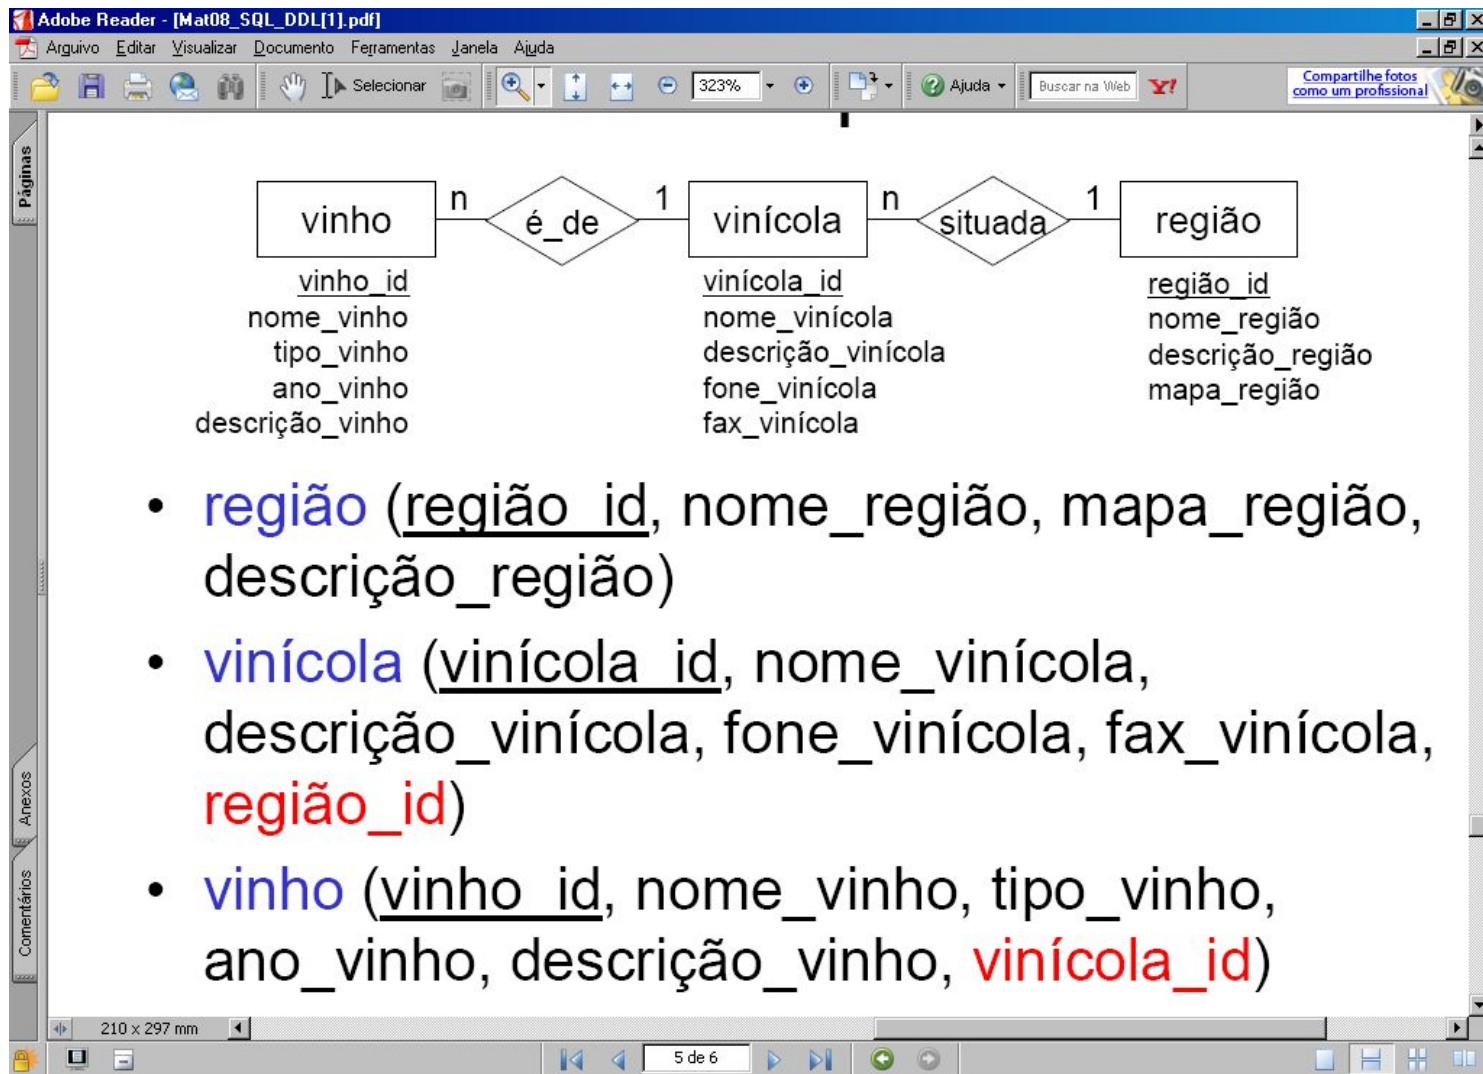 Adobe Reader - [Mat08_SQL_DDL[1].pdf]
Arquivo Editar Visualizar Documento Ferramentas Janela Ajuda
Selecionar 323% Ajuda Buscar na Web Y! Compartilhe fotos
como um profissional
Páginas
Anexos
Comentários
vinho n é_de 1 vinícola n situada 1 região
vinho_id vinícola_id região_id
nome_vinho nome_vinícola nome_região
tipo_vinho descrição_vinícola descrição_região
ano_vinho fone_vinícola mapa_região
descrição_vinho fax_vinícola
• região (região_id, nome_região, mapa_região,
descrição_região)
• vinícola (vinícola_id, nome_vinícola,
descrição_vinícola, fone_vinícola, fax_vinícola,
região_id)
• vinho (vinho_id, nome_vinho, tipo_vinho,
ano_vinho, descrição_vinho, vinícola_id)
210 x 297 mm
5 de 6